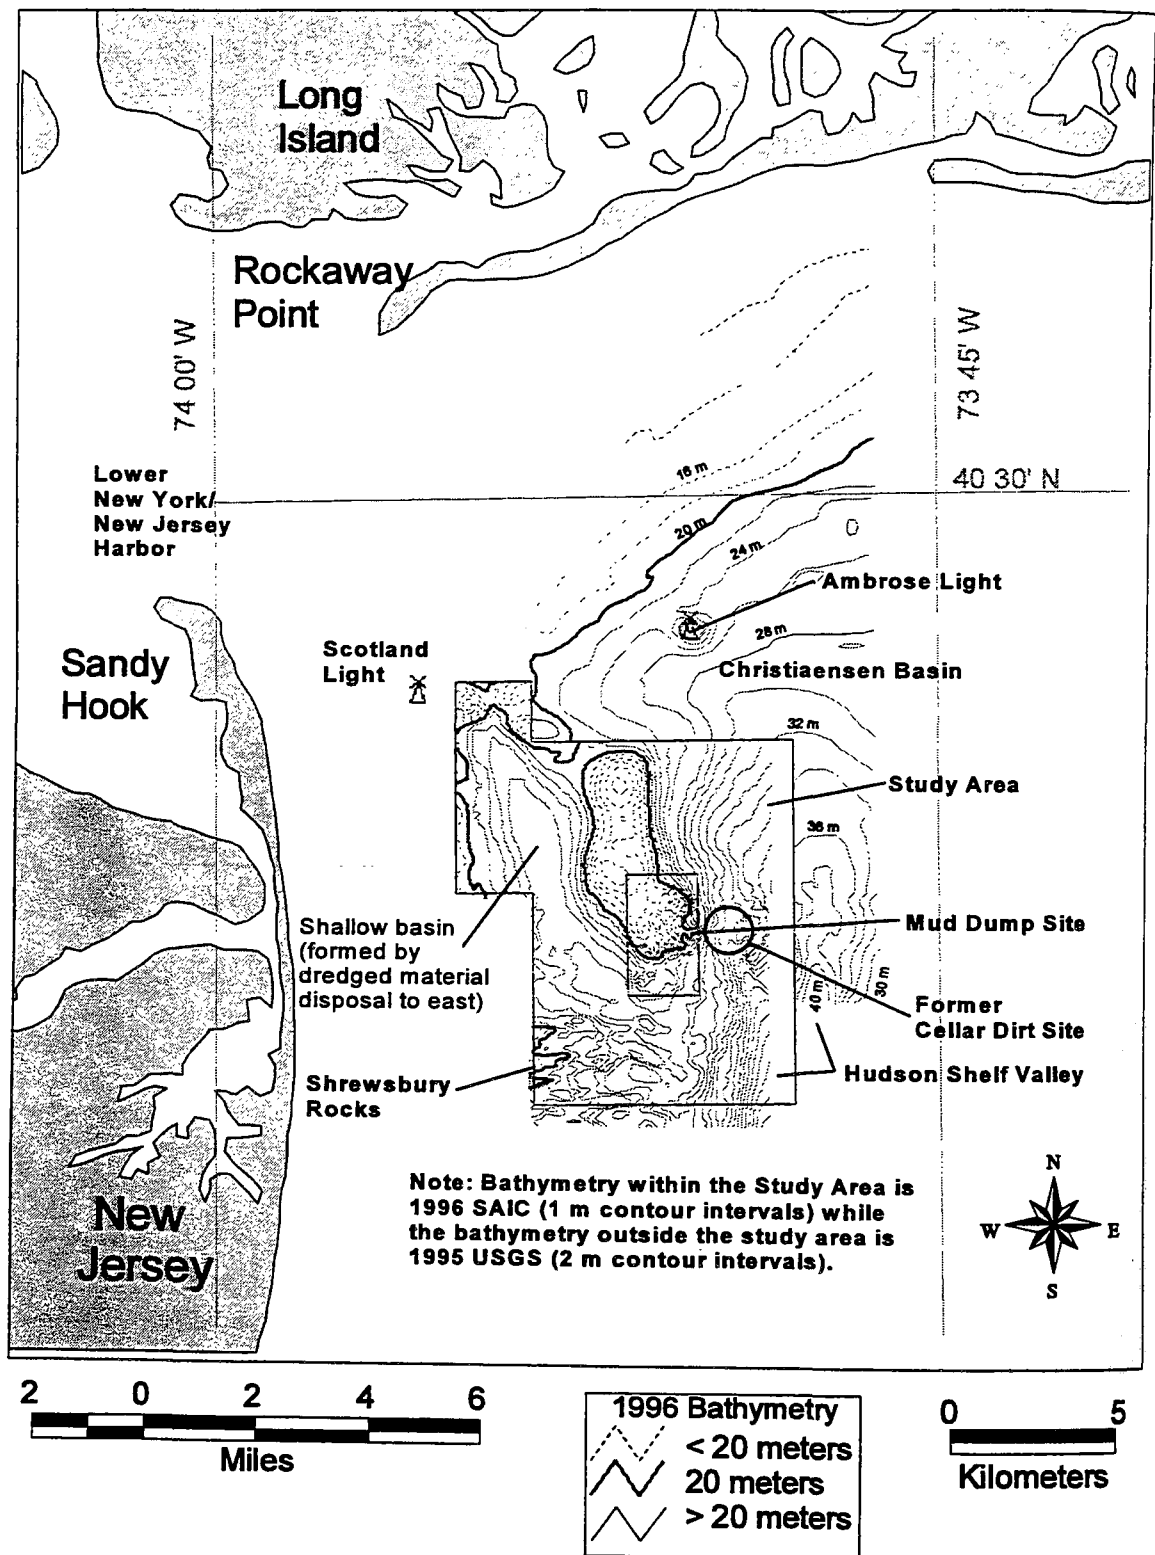 Long
Island
Rockaway
Point
74 00' W
73 45' W
Lower
New York/
New Jersey
Harbor
16 m
40 30' N
20 m
24 m
Ambrose Light
28 m
Scotland
Light
Sandy
Hook
Christiaensen Basin
32 m
Study Area
36 m
Shallow basin
(formed by
dredged material
disposal to east)
Mud Dump Site
40 m
30 m
Former
Cellar Dirt Site
Hudson Shelf Valley
Shrewsbury
Rocks
New
Jersey
Note: Bathymetry within the Study Area is
1996 SAIC (1 m contour intervals) while
the bathymetry outside the study area is
1995 USGS (2 m contour intervals).
N
W
E
S
2 0 2 4 6
Miles
1996 Bathymetry
< 20 meters
20 meters
> 20 meters
0 5
Kilometers